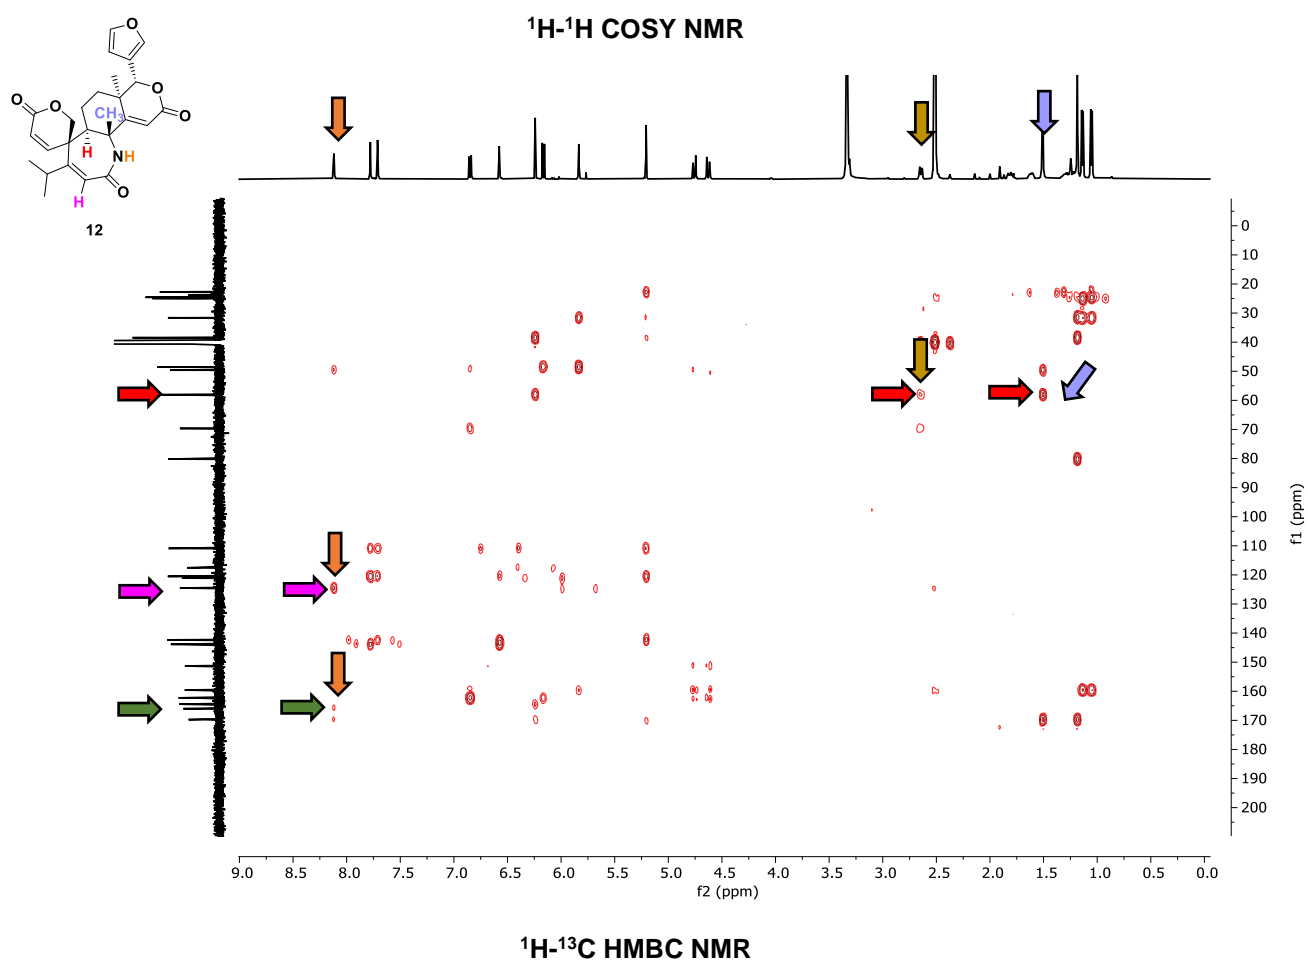 ¹H-¹H COSY NMR
O
O
O
O
O
CH₃
H
NH
O
H
12
0
10
20
30
40
50
60
70
80
90
100
110
120
130
140
150
160
170
180
190
200
f1 (ppm)
9.0 8.5 8.0 7.5 7.0 6.5 6.0 5.5 5.0 4.5 4.0 3.5 3.0 2.5 2.0 1.5 1.0 0.5 0.0
f2 (ppm)
¹H-¹³C HMBC NMR